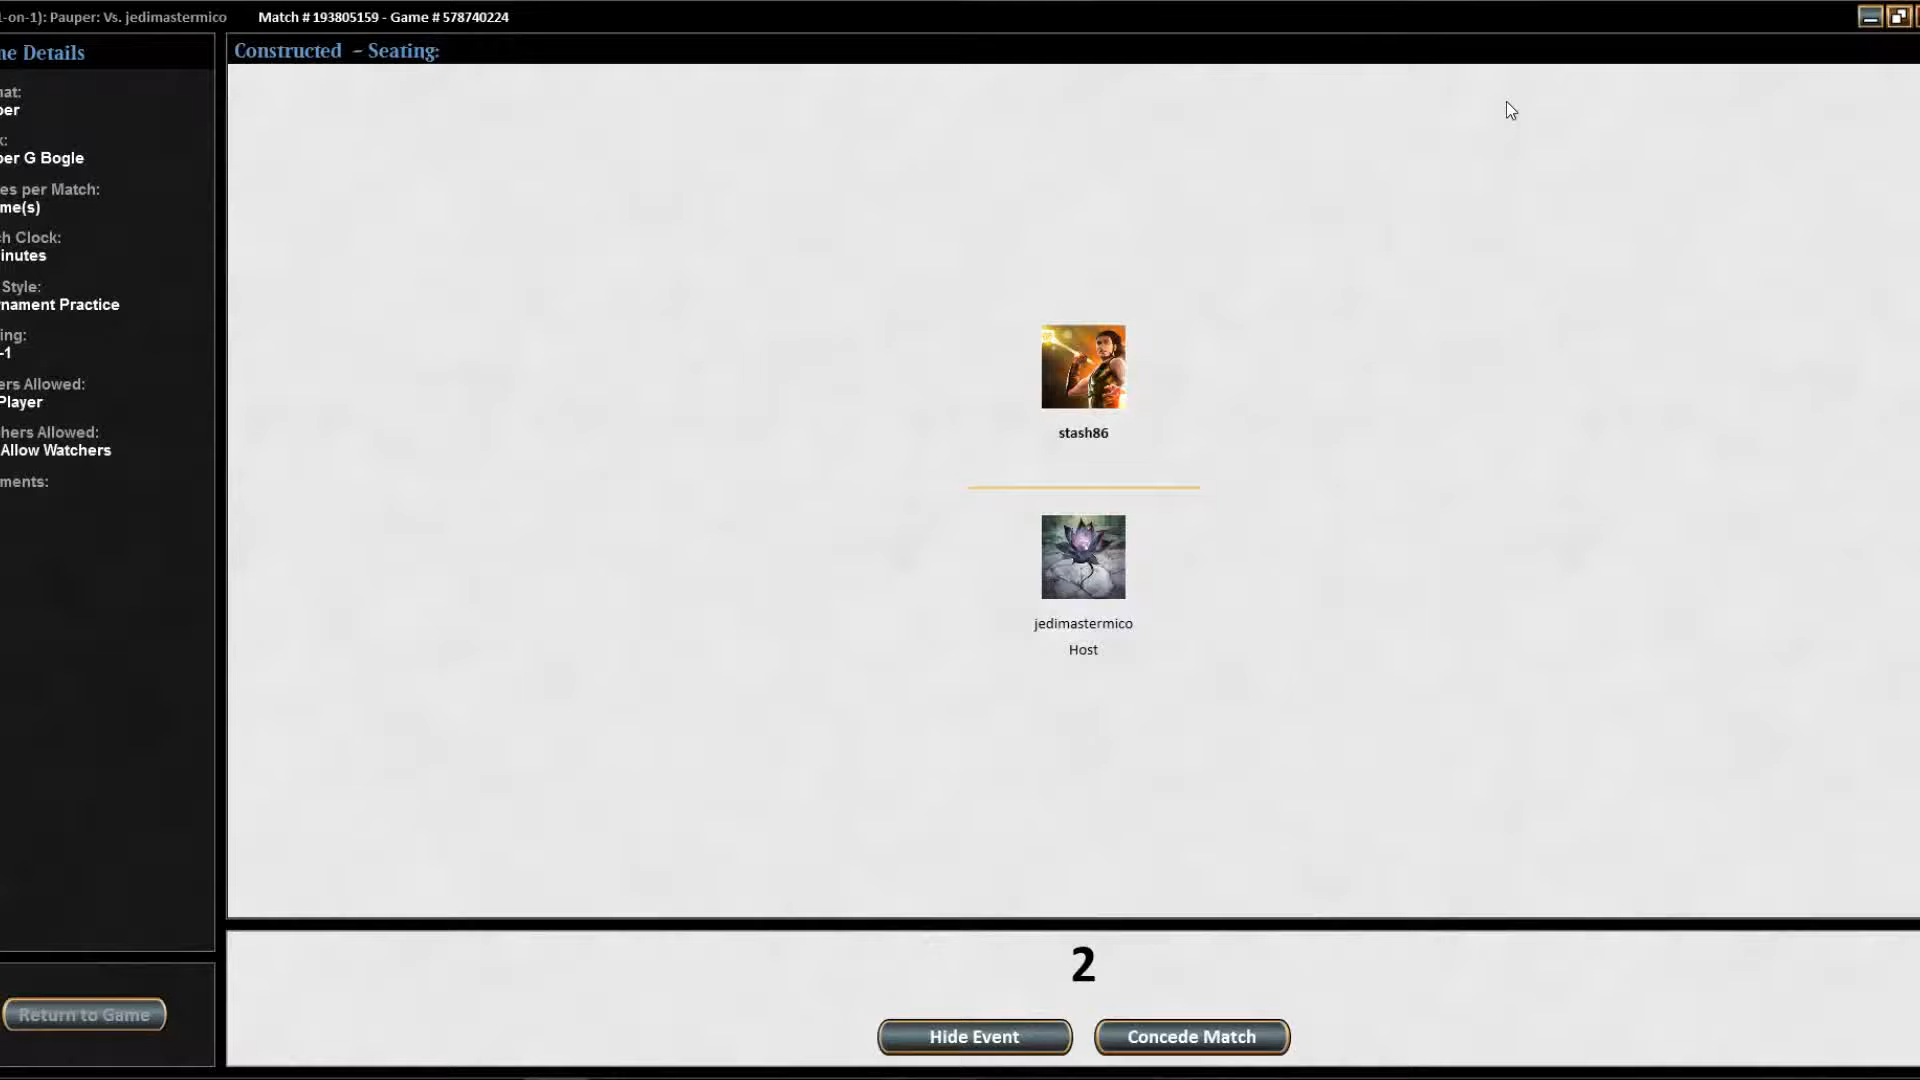 1-on-1): Pauper: Vs. jedimastermico
Match # 193805159 - Game # 578740224
ne Details
Constructed – Seating:
nat:
per
k:
per G Bogle
es per Match:
me(s)
ch Clock:
inutes
Style:
nament Practice
ing:
-1
ers Allowed:
Player
hers Allowed:
Allow Watchers
ments:
stash86
jedimastermico
Host
2
Return to Game
Hide Event
Concede Match